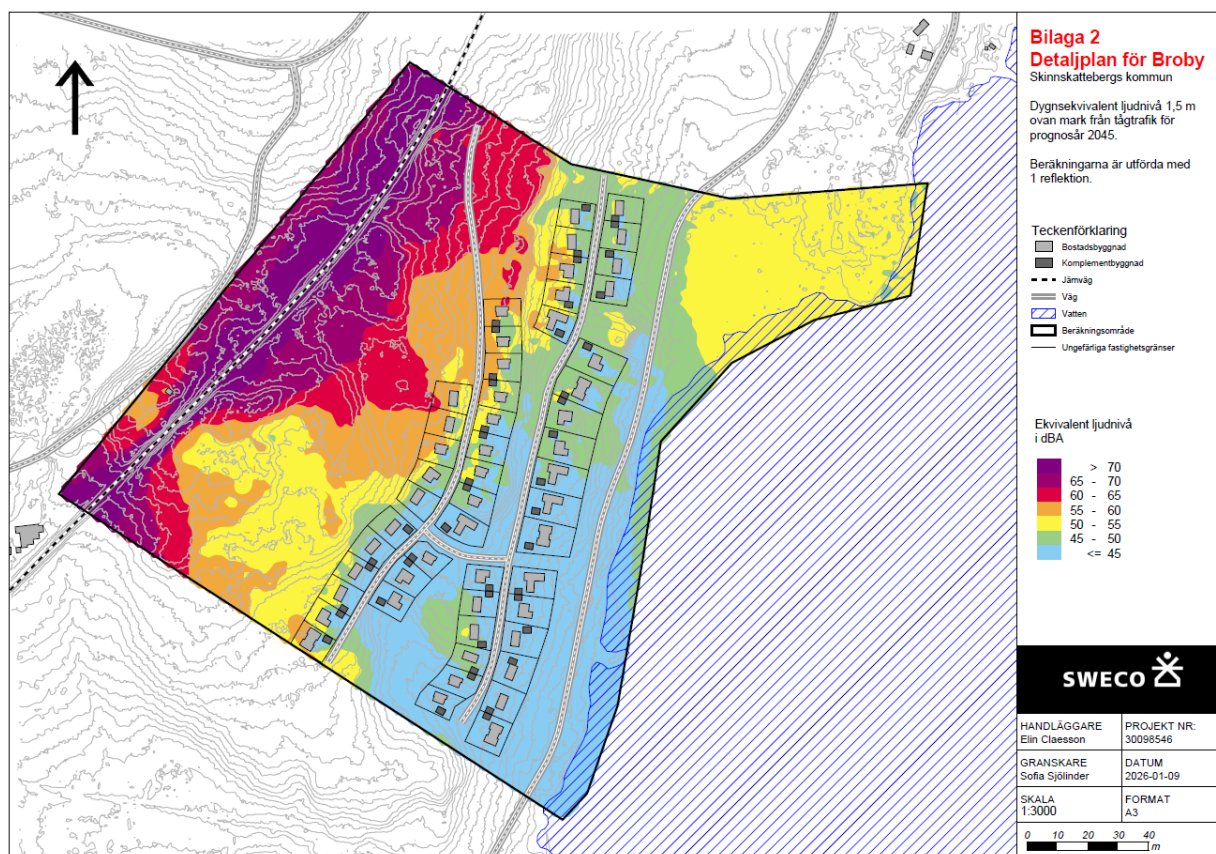 Bilaga 2
Detaljplan för Broby
Skinnskattebergs kommun
Dygnsekvivalent ljudnivå 1,5 m
ovan mark från tågtrafik för
prognosår 2045.
Beräkningarna är utförda med
1 reflektion.
Teckenförklaring
Bostadsbyggnad
Komplementbyggnad
Järnväg
Väg
Vatten
Beräkningsområde
Ungefärliga fastighetsgränser
Ekvivalent ljudnivå
i dBA
> 70
65 - 70
60 - 65
55 - 60
50 - 55
45 - 50
<= 45
SWECO
HANDLÄGGARE
Elin Claesson
PROJEKT NR:
30098546
GRANSKARE
Sofia Sjölinder
DATUM
2026-01-09
SKALA
1:3000
FORMAT
A3
0 10 20 30 40
m